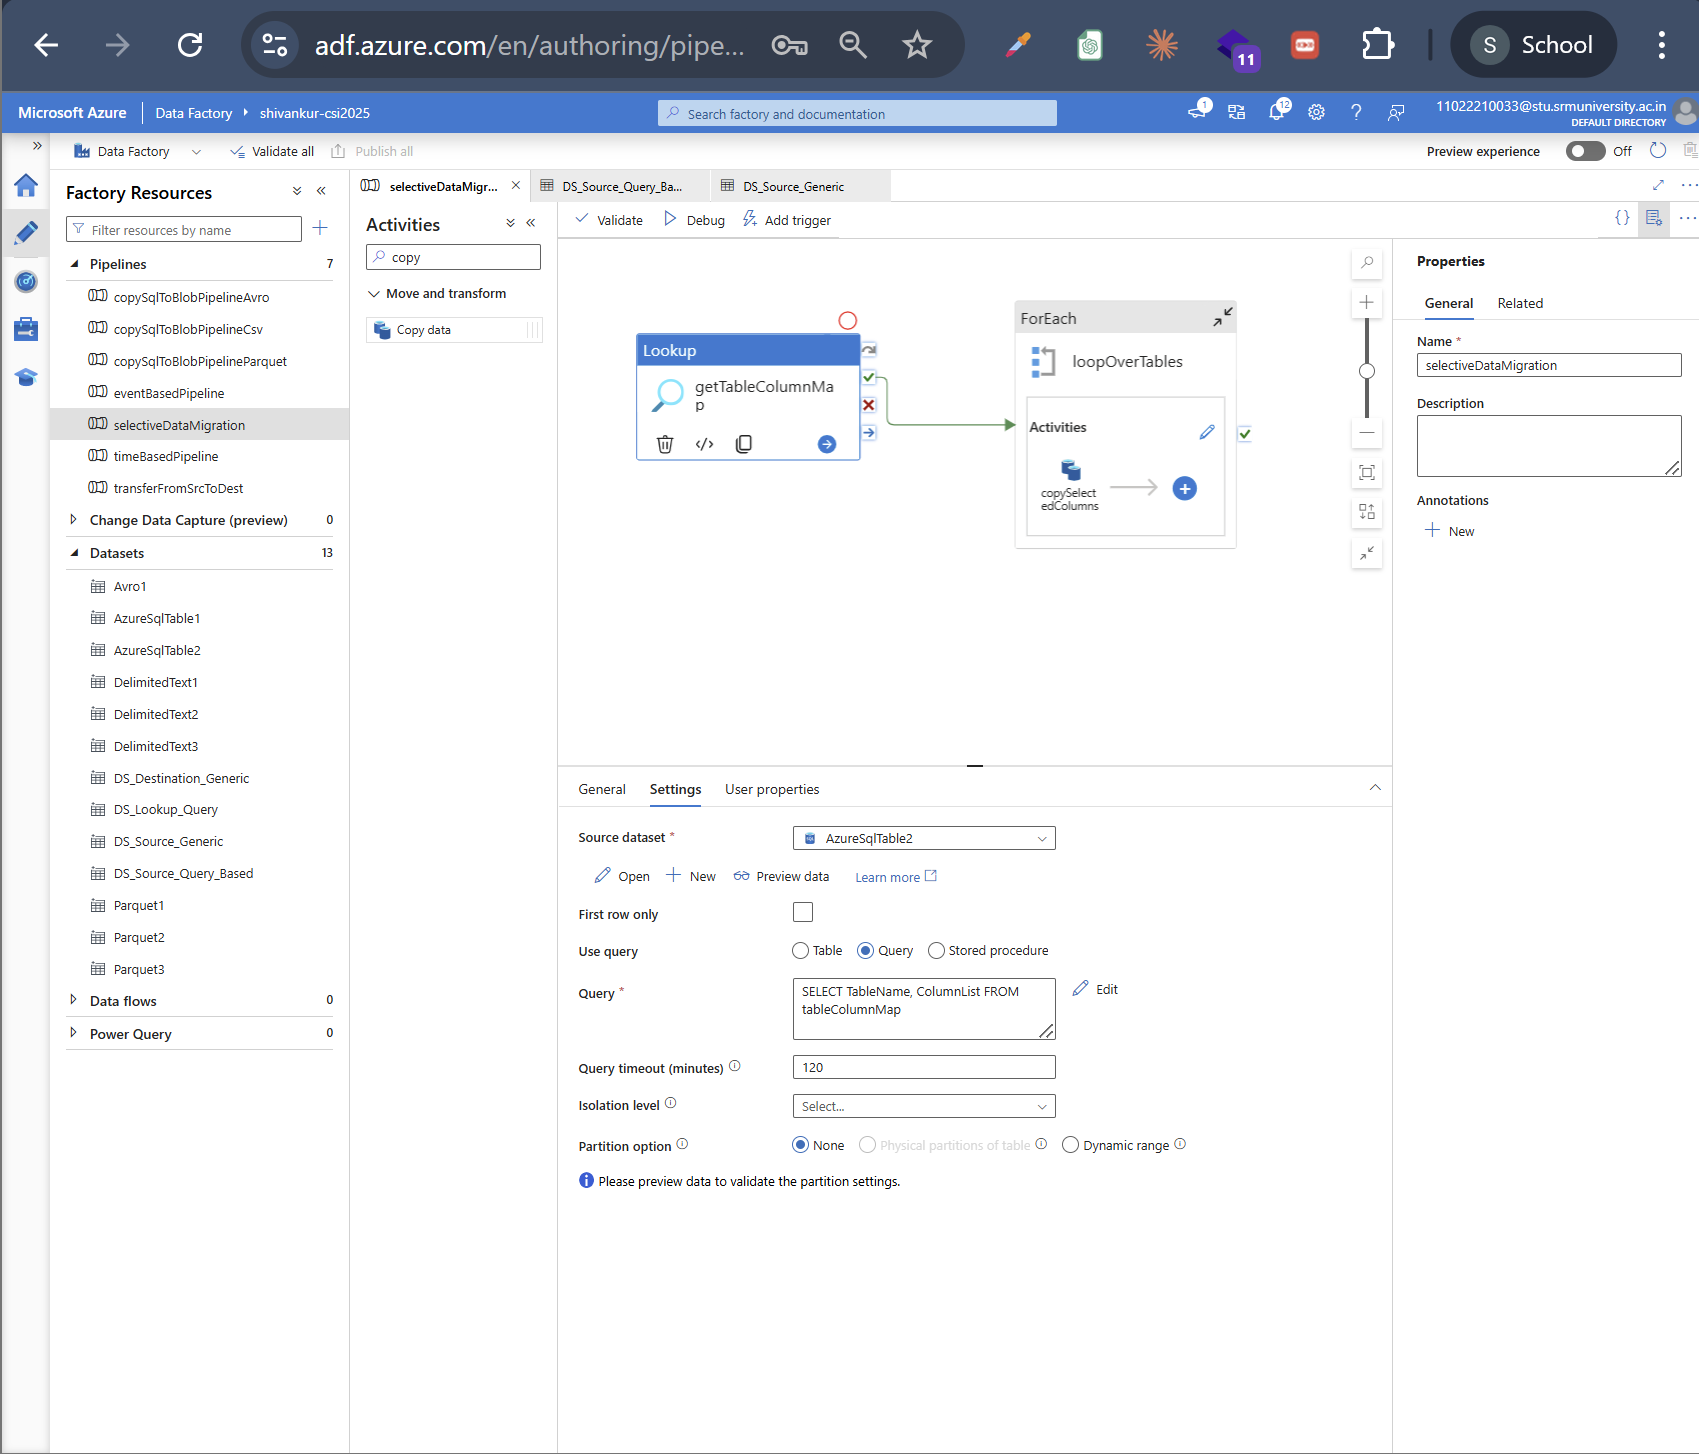 adf.azure.com/en/authoring/pipe...
11
S
School
Microsoft Azure
Data Factory
shivankur-csi2025
Search factory and documentation
1
12
11022210033@stu.srmuniversity.ac.in
DEFAULT DIRECTORY
Data Factory
Validate all
Publish all
Preview experience
Off
Factory Resources
Filter resources by name
Pipelines
7
copySqlToBlobPipelineAvro
copySqlToBlobPipelineCsv
copySqlToBlobPipelineParquet
eventBasedPipeline
selectiveDataMigration
timeBasedPipeline
transferFromSrcToDest
Change Data Capture (preview)
0
Datasets
13
Avro1
AzureSqlTable1
AzureSqlTable2
DelimitedText1
DelimitedText2
DelimitedText3
DS_Destination_Generic
DS_Lookup_Query
DS_Source_Generic
DS_Source_Query_Based
Parquet1
Parquet2
Parquet3
Data flows
0
Power Query
0
selectiveDataMigr...
DS_Source_Query_Ba...
DS_Source_Generic
Activities
copy
Move and transform
Copy data
Validate
Debug
Add trigger
Lookup
getTableColumnMa
p
ForEach
loopOverTables
Activities
copySelect
edColumns
Properties
General
Related
Name *
selectiveDataMigration
Description
Annotations
New
General
Settings
User properties
Source dataset *
AzureSqlTable2
Open
New
Preview data
Learn more
First row only
Use query
Table
Query
Stored procedure
Query *
SELECT TableName, ColumnList FROM
tableColumnMap
Edit
Query timeout (minutes)
120
Isolation level
Select...
Partition option
None
Physical partitions of table
Dynamic range
Please preview data to validate the partition settings.